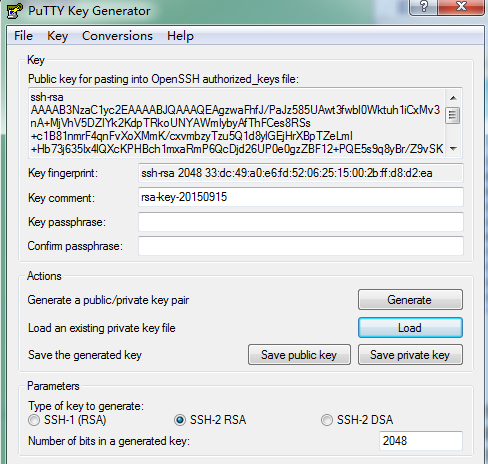 PuTTY Key Generator
File Key Conversions Help
Key
Public key for pasting into OpenSSH authorized_keys file:
ssh-rsa
AAAAB3NzaC1yc2EAAAABJQAAAQEAgzwaFhfJ/PaJz585UAwt3fwbl0Wktuh1iCxMv3
nA+MjVhV5DZlYk2KdpTRkoUNYAWmlybyAfThFCes8RSs
+c1B81nmrF4qnFvXoXMmK/cxvmbzyTzu5Q1d8ylGEjHrXBpTZeLmI
+Hb73j635lx4lQXcKPHBch1mxaRmP6QcDjd26UP0e0gzZBF12+PQE5s9q8yBr/Z9vSK
Key fingerprint: ssh-rsa 2048 33:dc:49:a0:e6:fd:52:06:25:15:00:2b:ff:d8:d2:ea
Key comment: rsa-key-20150915
Key passphrase:
Confirm passphrase:
Actions
Generate a public/private key pair Generate
Load an existing private key file Load
Save the generated key Save public key Save private key
Parameters
Type of key to generate:
SSH-1 (RSA) SSH-2 RSA SSH-2 DSA
Number of bits in a generated key: 2048